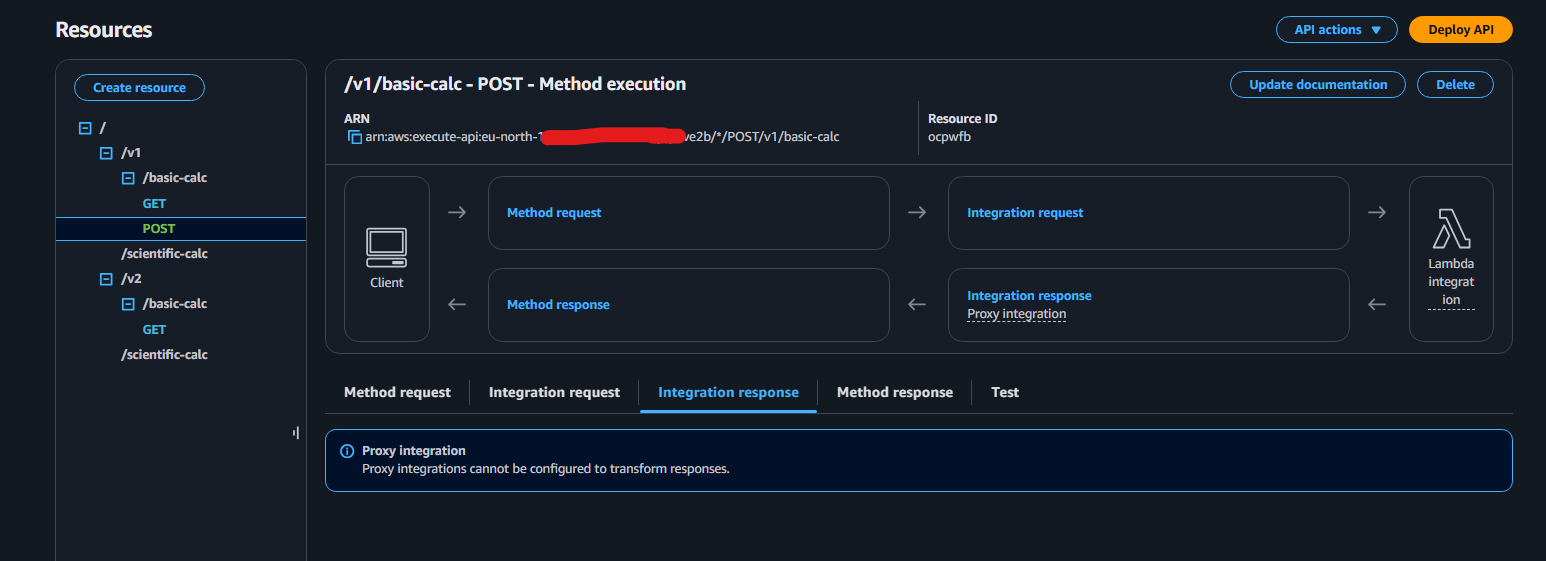 Resources
API actions
Deploy API
Create resource
/
/v1
/basic-calc
GET
POST
/scientific-calc
/v2
/basic-calc
GET
/scientific-calc
/v1/basic-calc - POST - Method execution
Update documentation
Delete
ARN
arn:aws:execute-api:eu-north-1 ve2b/*/POST/v1/basic-calc
Resource ID
ocpwfb
Client
Method request
Integration request
Method response
Integration response
Proxy integration
Lambda
integrat
ion
Method request
Integration request
Integration response
Method response
Test
Proxy integration
Proxy integrations cannot be configured to transform responses.